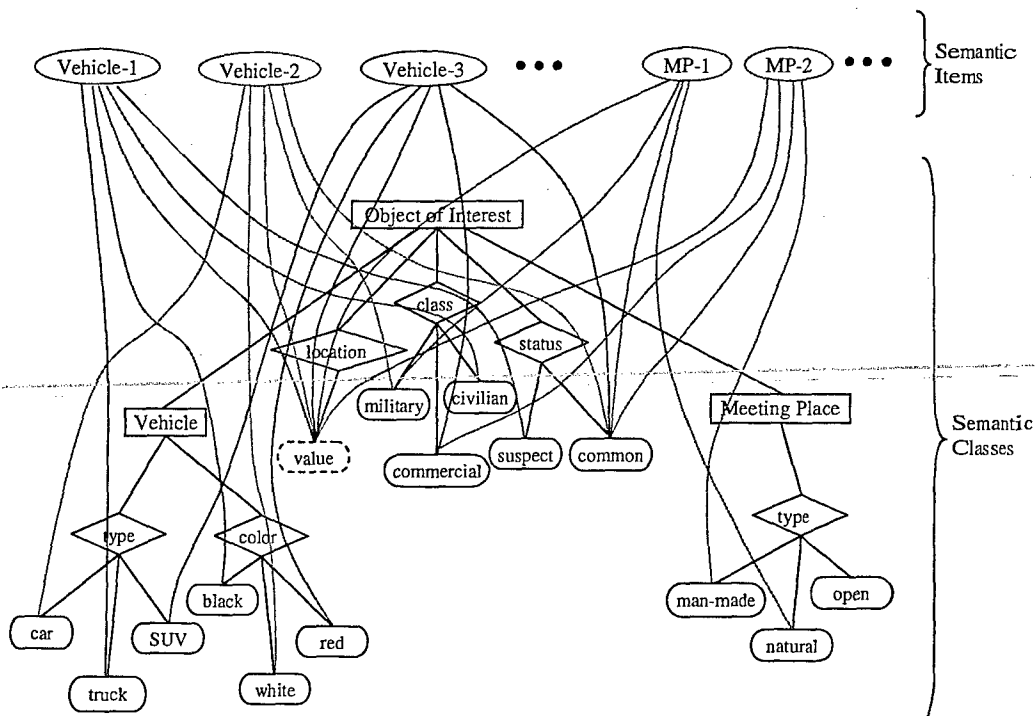 Vehicle-1
Vehicle-2
Vehicle-3
MP-1
MP-2
Semantic
Items
Object of Interest
class
location
status
military
civilian
Vehicle
Meeting Place
Semantic
Classes
value
commercial
suspect
common
type
color
type
black
man-made
open
car
SUV
red
natural
truck
white